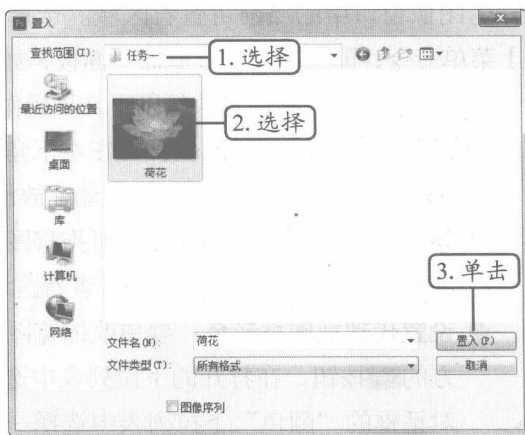 置入
查找范围(I): 任务一
1.选择
2.选择
最近访问的位置
桌面
库
计算机
网络
荷花
3.单击
文件名(N): 荷花
置入(P)
文件类型(T): 所有格式
取消
图像序列